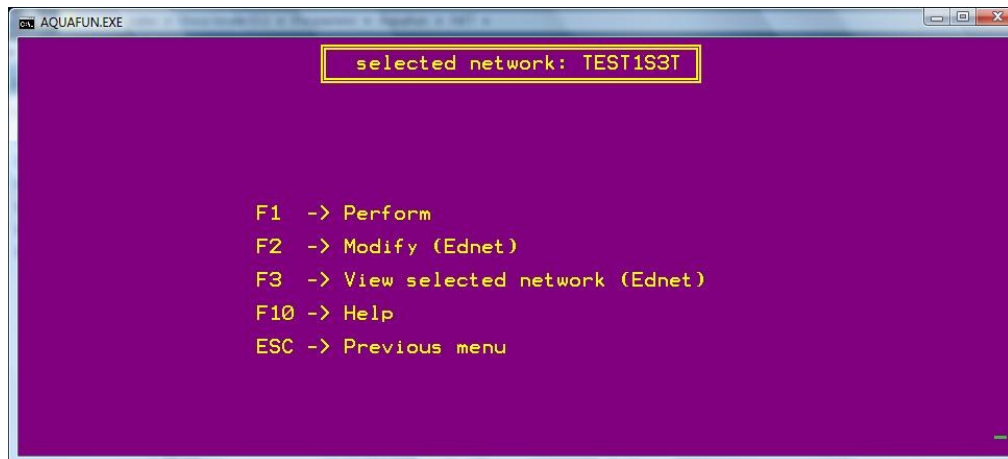 AQUAFUN.EXE
selected network: TEST1S3T
F1 -> Perform
F2 -> Modify (Ednet)
F3 -> View selected network (Ednet)
F10 -> Help
ESC -> Previous menu